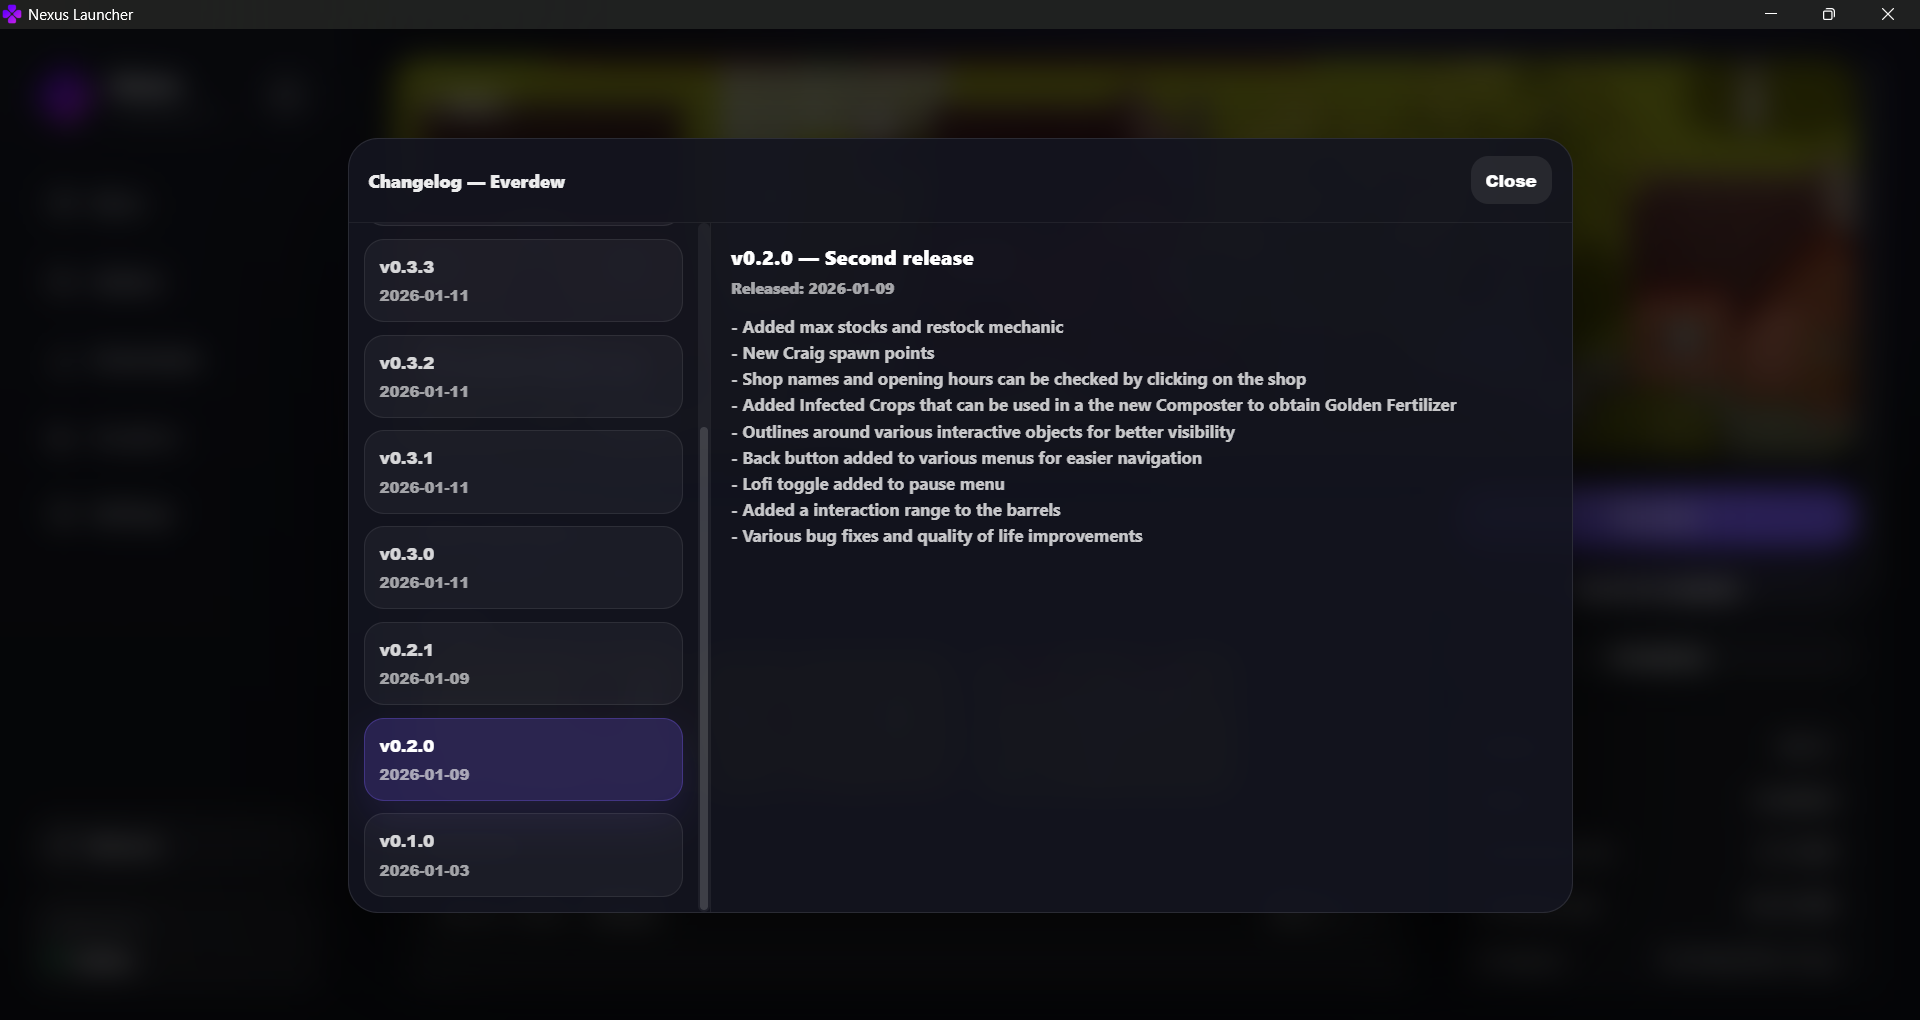 Nexus Launcher
Changelog — Everdew
Close
v0.3.3
2026-01-11
v0.3.2
2026-01-11
v0.3.1
2026-01-11
v0.3.0
2026-01-11
v0.2.1
2026-01-09
v0.2.0
2026-01-09
v0.1.0
2026-01-03
v0.2.0 — Second release
Released: 2026-01-09
- Added max stocks and restock mechanic
- New Craig spawn points
- Shop names and opening hours can be checked by clicking on the shop
- Added Infected Crops that can be used in a the new Composter to obtain Golden Fertilizer
- Outlines around various interactive objects for better visibility
- Back button added to various menus for easier navigation
- Lofi toggle added to pause menu
- Added a interaction range to the barrels
- Various bug fixes and quality of life improvements